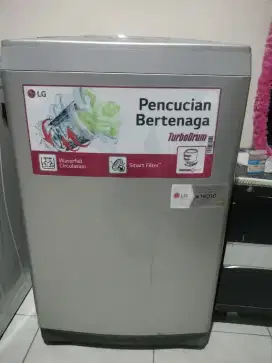 LG
Pencucian
Bertenaga
TurboDrum
Waterfall
Circulation
Smart Filter
LG